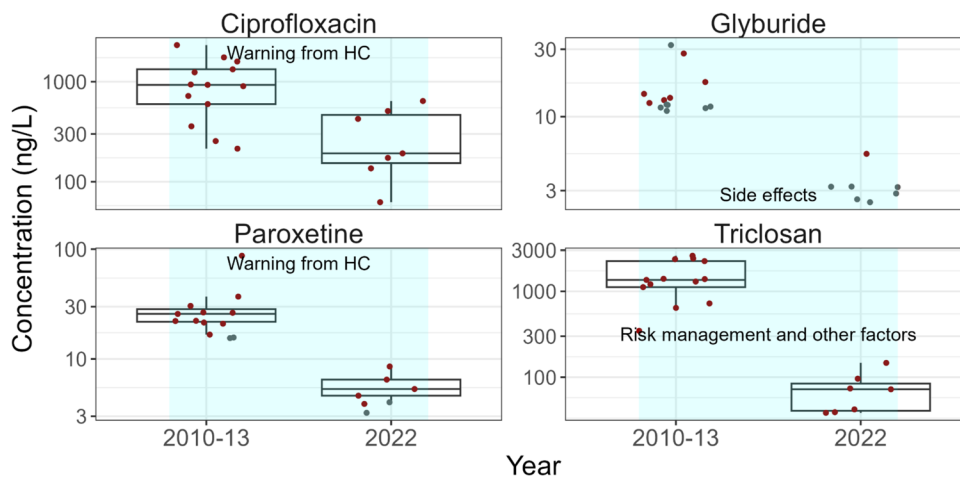 Ciprofloxacin
Glyburide
Warning from HC
1000
300
100
30
10
3
Side effects
Paroxetine
Triclosan
Warning from HC
100
30
10
3
3000
1000
300
100
Risk management and other factors
2010-13
2022
2010-13
2022
Concentration (ng/L)
Year